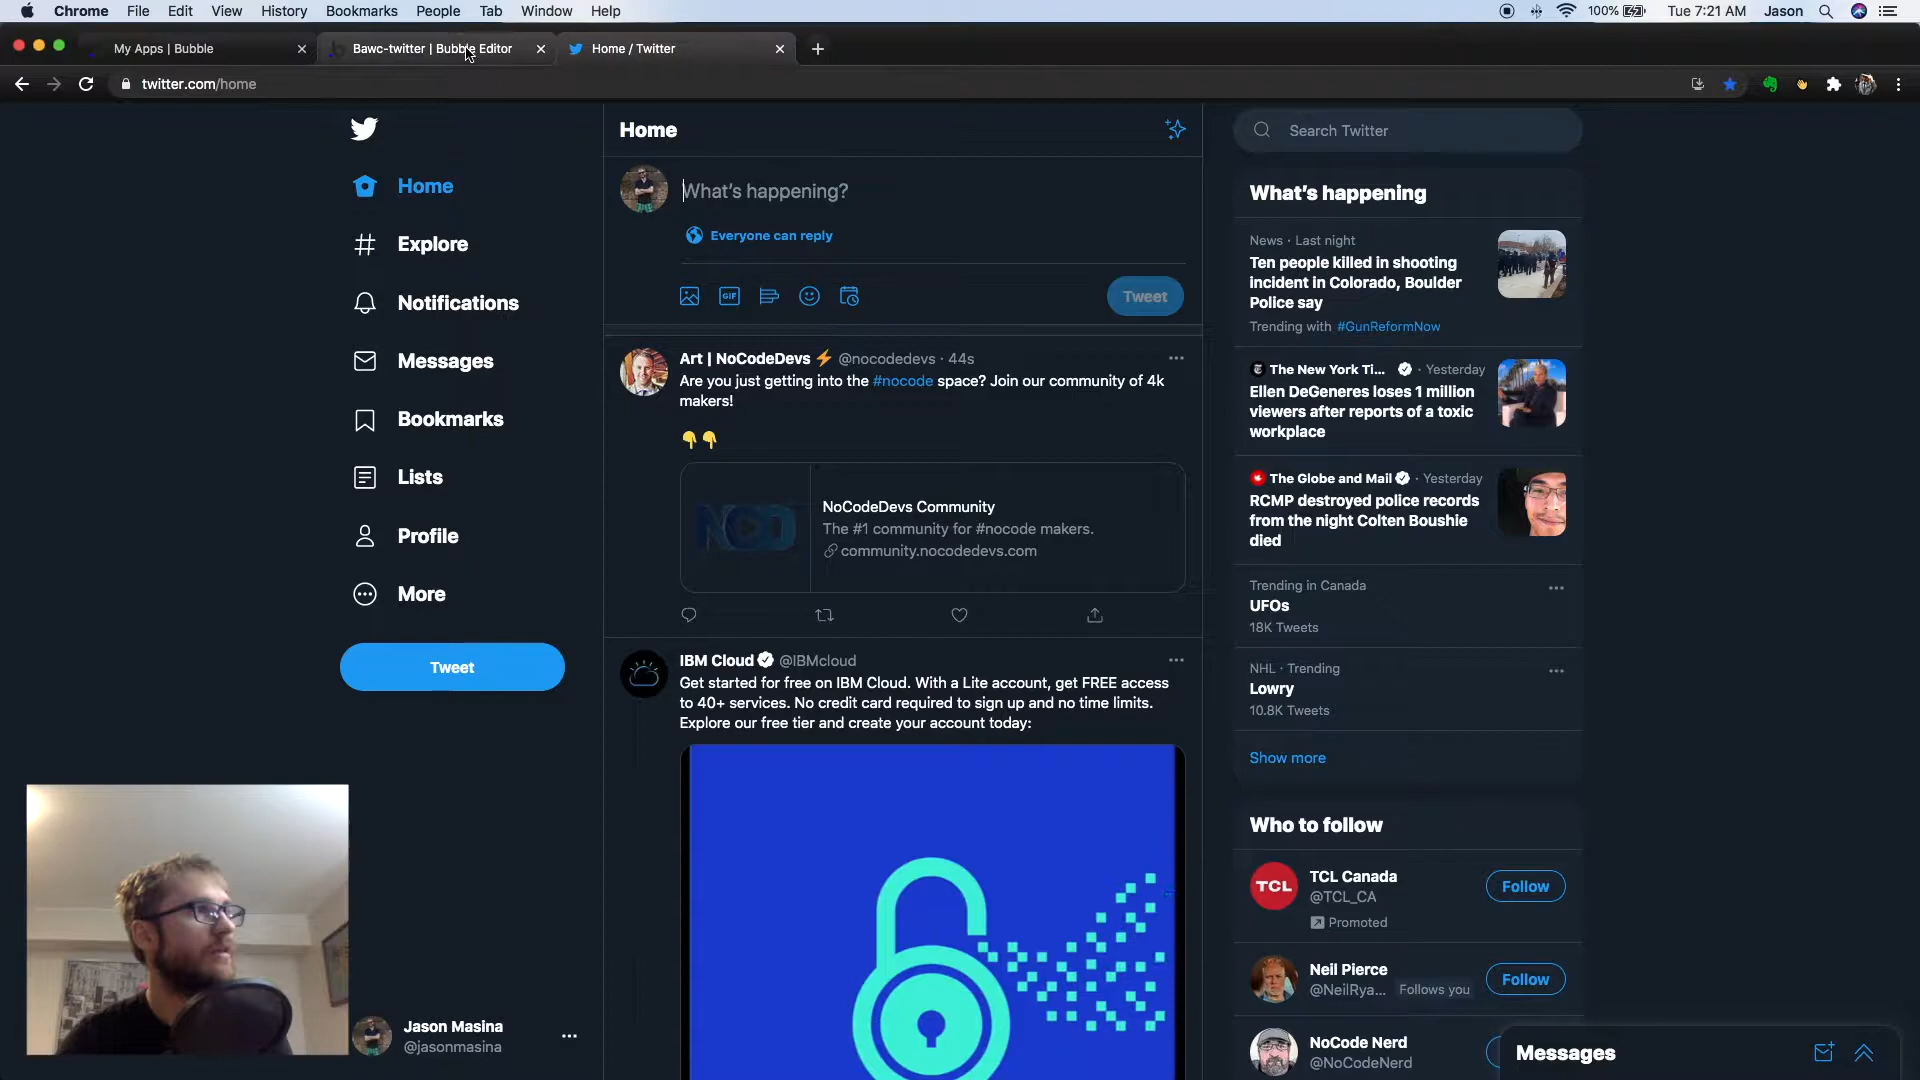 Chrome File Edit View History Bookmarks People Tab Window Help 100% Tue 7:21 AM Jason
My Apps | Bubble Bawc-twitter | Bubble Editor Home / Twitter
twitter.com/home
Home
Explore
Notifications
Messages
Bookmarks
Lists
Profile
More
Tweet
Jason Masina
@jasonmasina
Home
What's happening?
Everyone can reply
GIF
Tweet
Art | NoCodeDevs @nocodedevs · 44s
Are you just getting into the #nocode space? Join our community of 4k
makers!
NCD
NoCodeDevs Community
The #1 community for #nocode makers.
community.nocodedevs.com
IBM Cloud @IBMcloud
Get started for free on IBM Cloud. With a Lite account, get FREE access
to 40+ services. No credit card required to sign up and no time limits.
Explore our free tier and create your account today:
Search Twitter
What's happening
News · Last night
Ten people killed in shooting
incident in Colorado, Boulder
Police say
Trending with #GunReformNow
The New York Ti... · Yesterday
Ellen DeGeneres loses 1 million
viewers after reports of a toxic
workplace
The Globe and Mail · Yesterday
RCMP destroyed police records
from the night Colten Boushie
died
Trending in Canada
UFOs
18K Tweets
NHL · Trending
Lowry
10.8K Tweets
Show more
Who to follow
TCL
TCL Canada
@TCL_CA
Promoted
Follow
Neil Pierce
@NeilRya... Follows you
Follow
NoCode Nerd
@NoCodeNerd
Messages